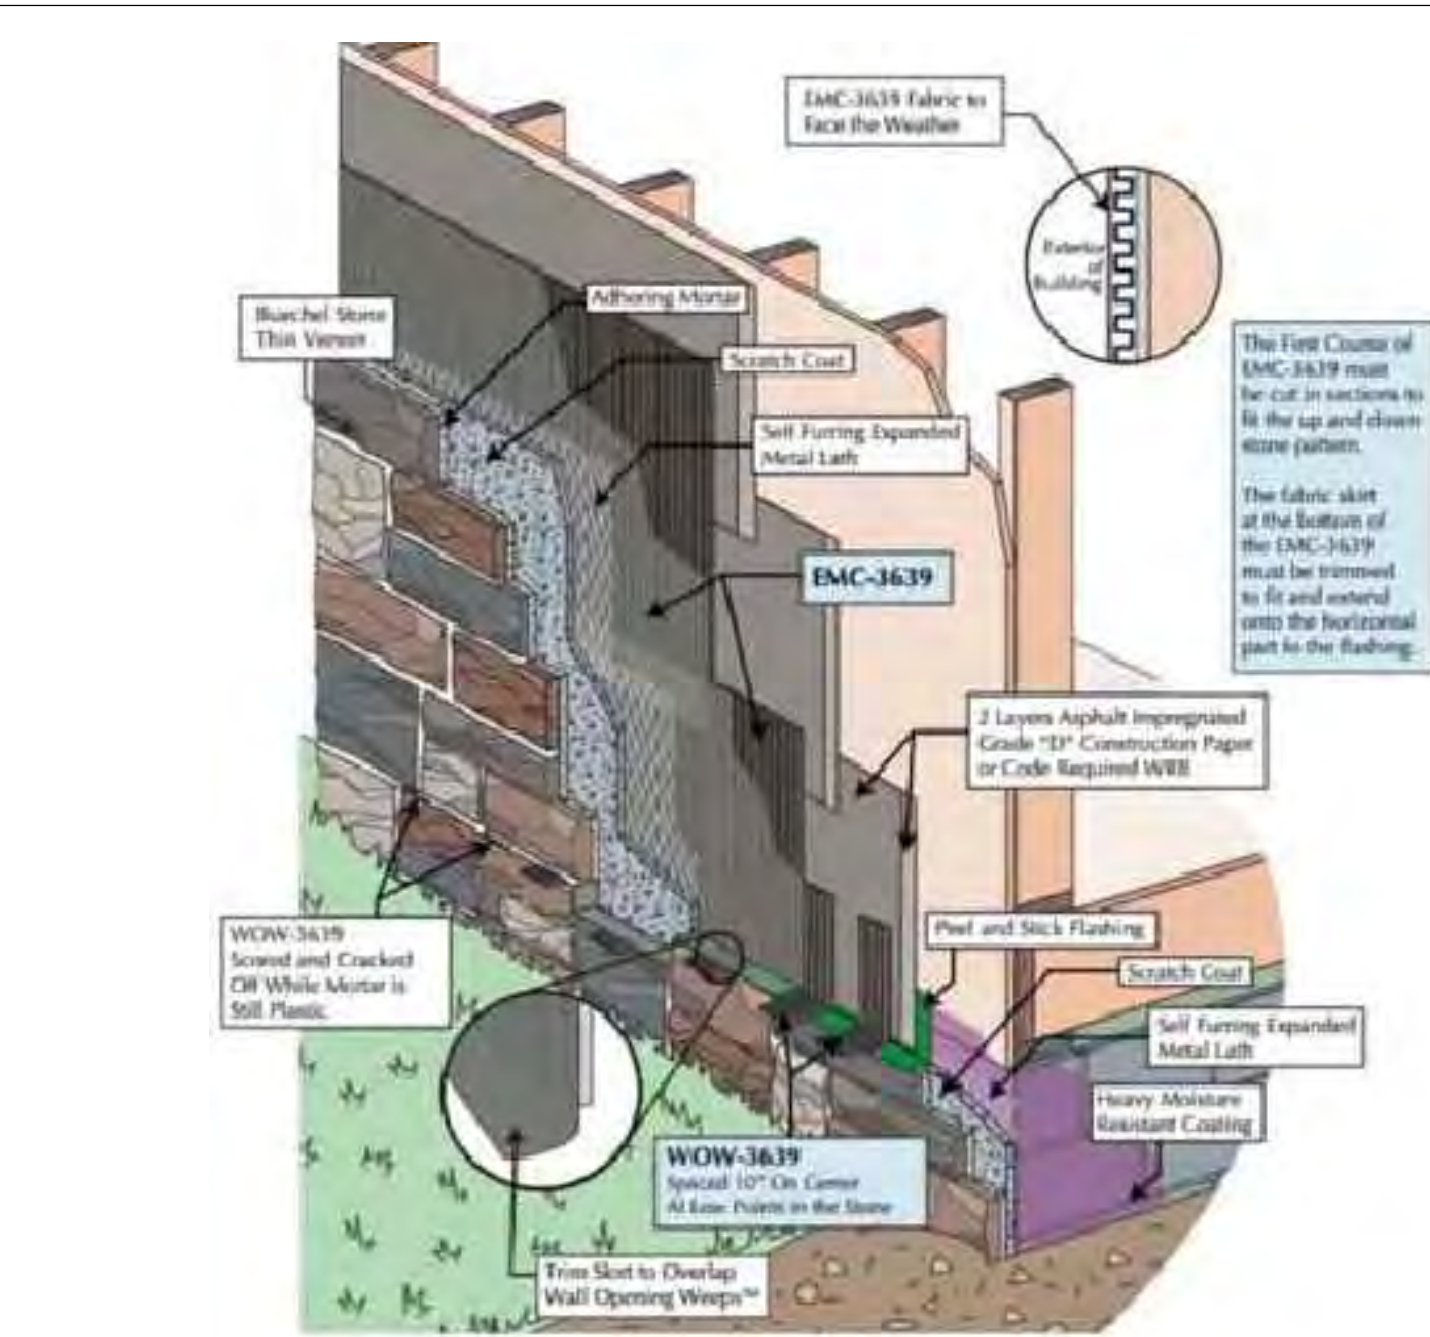 EMC-3639 Fabric to
Face the Weather
Exterior
of
Building
Buechel Stone
Thin Veneer
Adhering Mortar
Scratch Coat
Self Furring Expanded
Metal Lath
The First Course of
EMC-3639 must
be cut in sections to
fit the up and down
stone pattern.
The fabric skirt
at the bottom of
the EMC-3639
must be trimmed
to fit and extend
onto the horizontal
part to the flashing.
EMC-3639
2 Layers Asphalt Impregnated
Grade "D" Construction Paper
or Code Required WRB
WOW-3639
Scored and Cracked
Off While Mortar is
Still Plastic
Peel and Stick Flashing
Scratch Coat
Self Furring Expanded
Metal Lath
Heavy Moisture
Resistant Coating
WOW-3639
Spaced 10" On Center
At Low Points in the Stone
Trim Skirt to Overlap
Wall Opening Weeps™